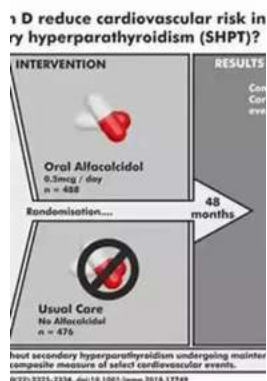 D reduce cardiovascular risk in
ry hyperparathyroidism (SHPT)?
INTERVENTION
RESULTS
Oral Alfacalcidol
0.5mcg / day
n = 488
Randomisation....
48
months
Usual Care
No Alfacalcidol
n = 476
hout secondary hyperparathyroidism undergoing mainten
composite measure of select cardiovascular events.